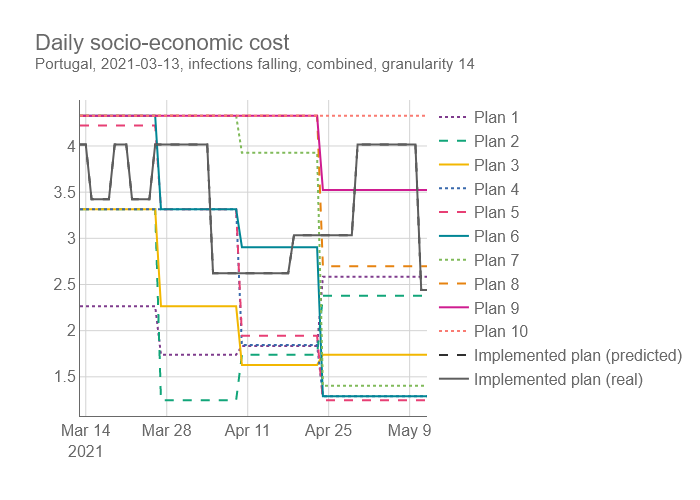 Daily socio-economic cost
Portugal, 2021-03-13, infections falling, combined, granularity 14
4
3.5
3
2.5
2
1.5
Mar 14
2021
Mar 28
Apr 11
Apr 25
May 9
Plan 1
Plan 2
Plan 3
Plan 4
Plan 5
Plan 6
Plan 7
Plan 8
Plan 9
Plan 10
Implemented plan (predicted)
Implemented plan (real)